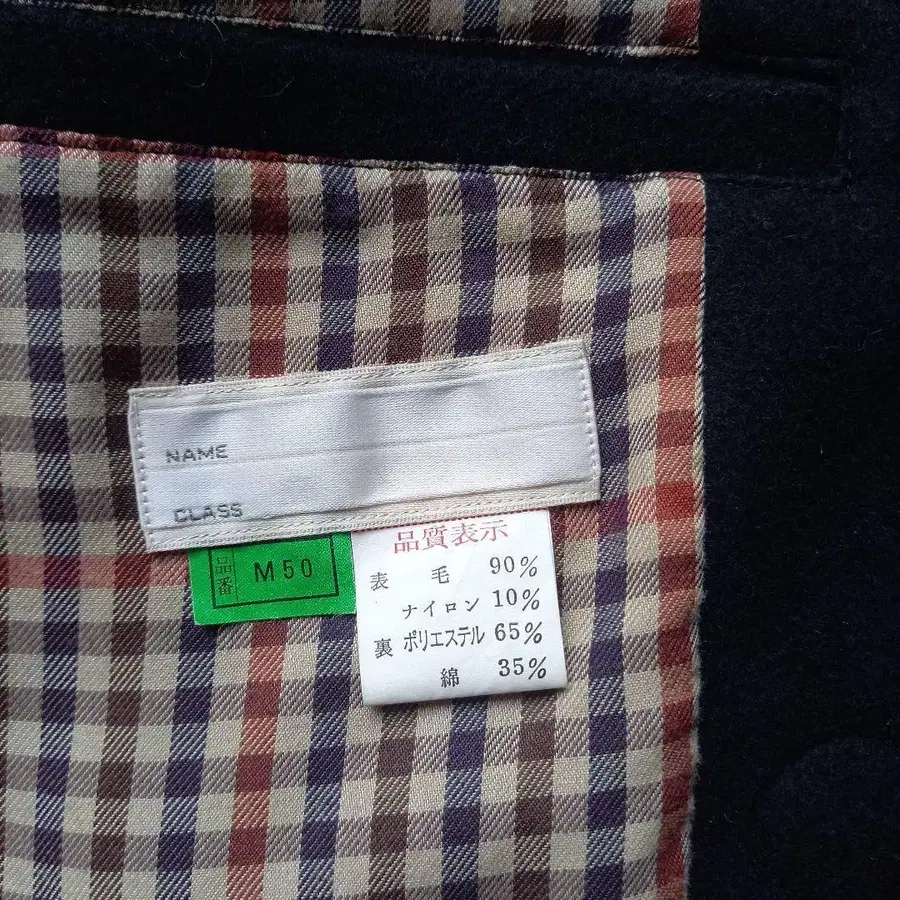 NAME
CLASS
品番
M50
品質表示
表 毛 90%
ナイロン 10%
裏 ポリエステル 65%
綿 35%